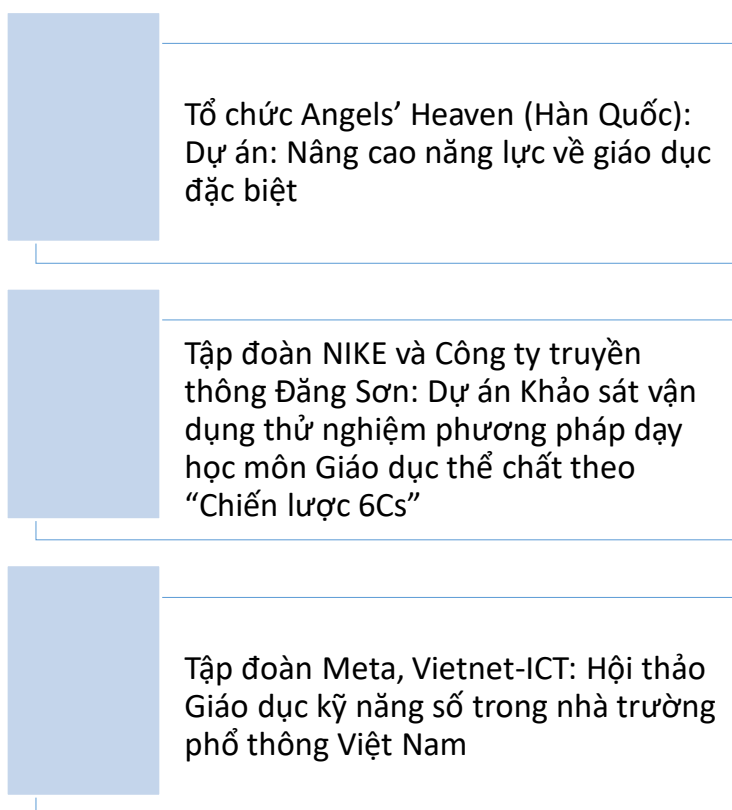 Tổ chức Angels’ Heaven (Hàn Quốc):
Dự án: Nâng cao năng lực về giáo dục
đặc biệt
Tập đoàn NIKE và Công ty truyền
thông Đăng Sơn: Dự án Khảo sát vận
dụng thử nghiệm phương pháp dạy
học môn Giáo dục thể chất theo
“Chiến lược 6Cs”
Tập đoàn Meta, Vietnet-ICT: Hội thảo
Giáo dục kỹ năng số trong nhà trường
phổ thông Việt Nam